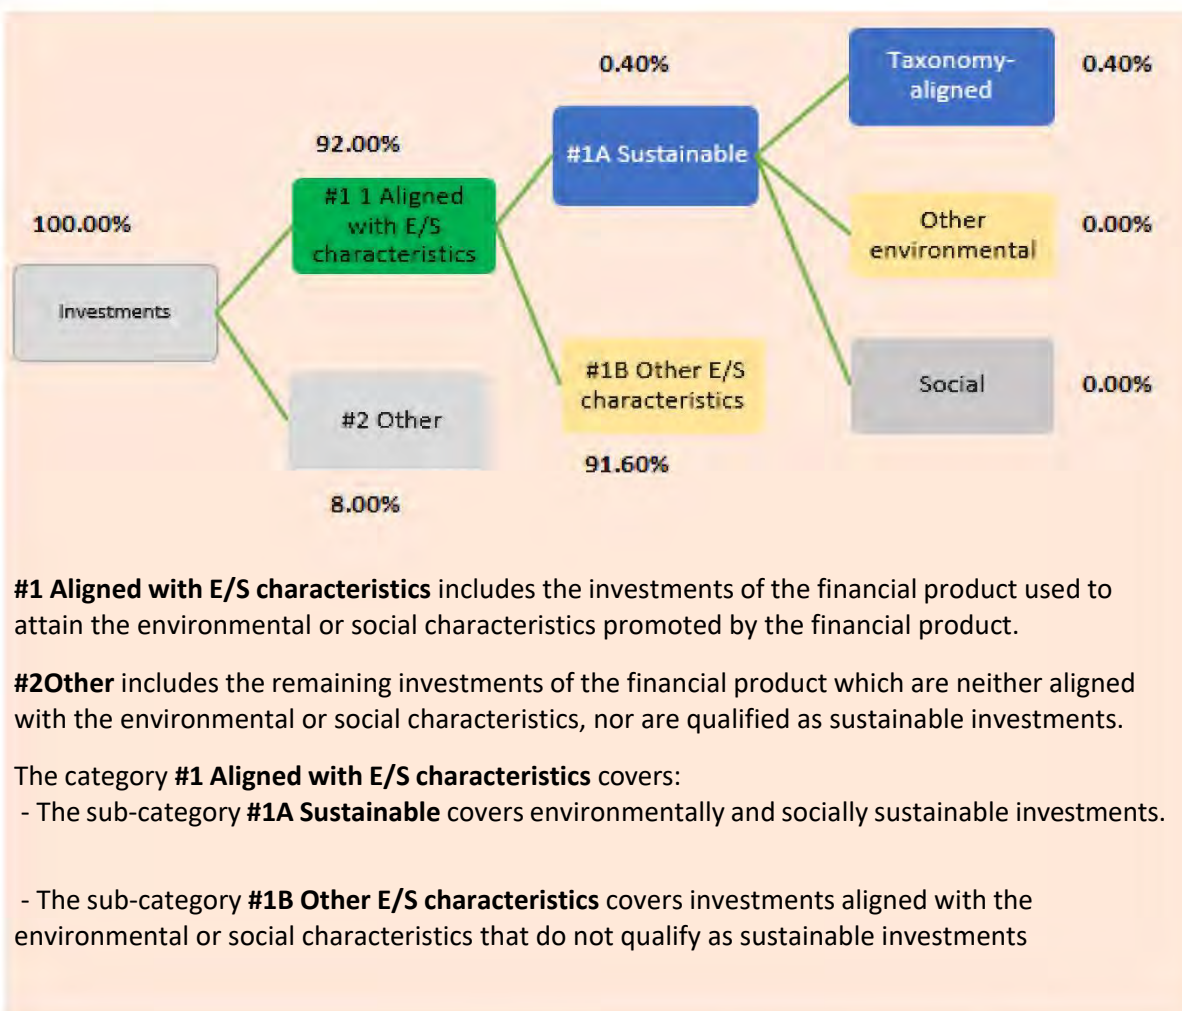 0.40%
Taxonomy-
aligned
0.40%
92.00%
#1A Sustainable
#1 1 Aligned
with E/S
characteristics
100.00%
Other
environmental
0.00%
Investments
#1B Other E/S
characteristics
Social
0.00%
#2 Other
91.60%
8.00%
#1 Aligned with E/S characteristics includes the investments of the financial product used to
attain the environmental or social characteristics promoted by the financial product.
#2Other includes the remaining investments of the financial product which are neither aligned
with the environmental or social characteristics, nor are qualified as sustainable investments.
The category #1 Aligned with E/S characteristics covers:
- The sub-category #1A Sustainable covers environmentally and socially sustainable investments.
- The sub-category #1B Other E/S characteristics covers investments aligned with the
environmental or social characteristics that do not qualify as sustainable investments